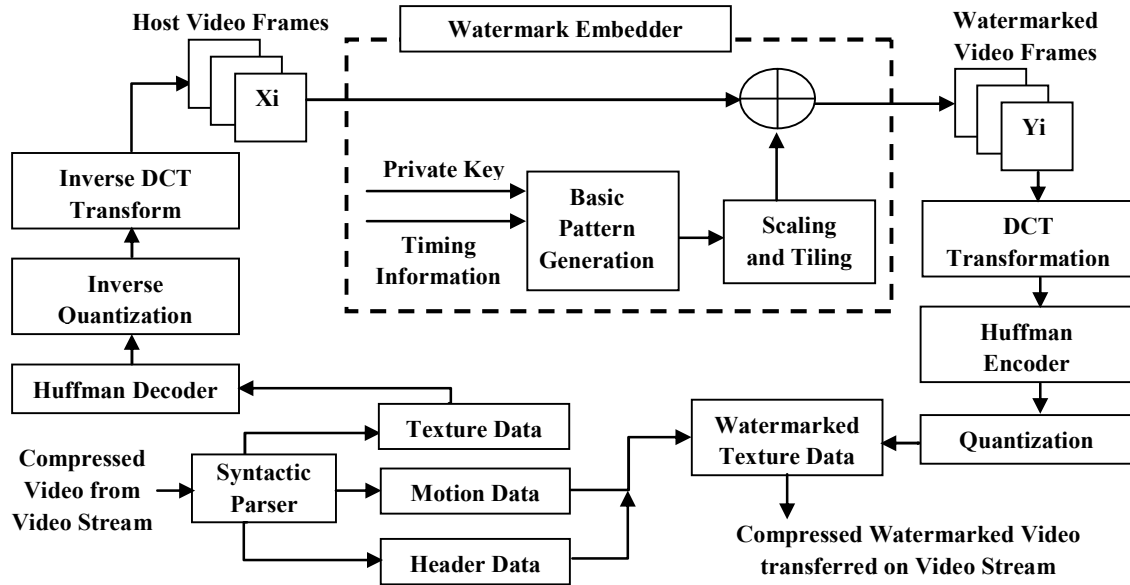 Host Video Frames
Watermark Embedder
Watermarked
Video Frames
Xi
Yi
Inverse DCT
Transform
Private Key
Timing
Information
Basic
Pattern
Generation
Scaling
and Tiling
DCT
Transformation
Inverse
Quantization
Huffman
Encoder
Huffman Decoder
Texture Data
Watermarked
Texture Data
Quantization
Compressed
Video from
Video Stream
Syntactic
Parser
Motion Data
Header Data
Compressed Watermarked Video
transferred on Video Stream